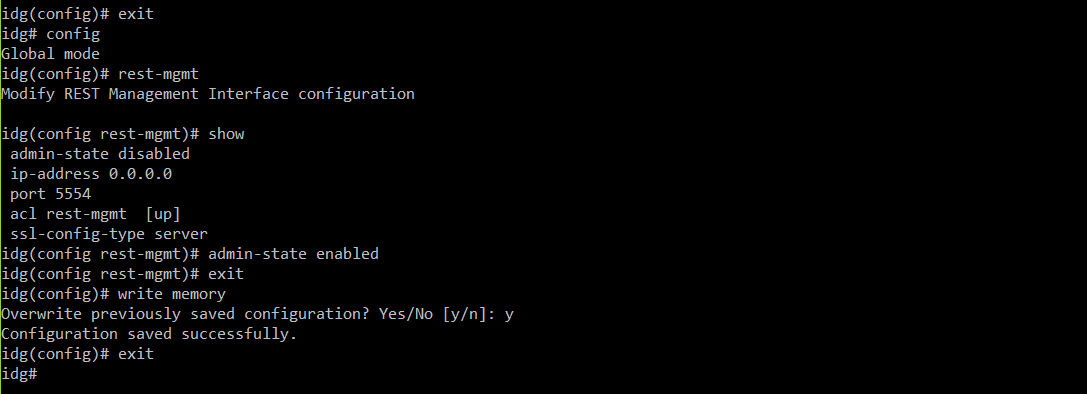 idg(config)# exit
idg# config
Global mode
idg(config)# rest-mgmt
Modify REST Management Interface configuration
idg(config rest-mgmt)# show
admin-state disabled
ip-address 0.0.0.0
port 5554
acl rest-mgmt  [up]
ssl-config-type server
idg(config rest-mgmt)# admin-state enabled
idg(config rest-mgmt)# exit
idg(config)# write memory
Overwrite previously saved configuration? Yes/No [y/n]: y
Configuration saved successfully.
idg(config)# exit
idg#